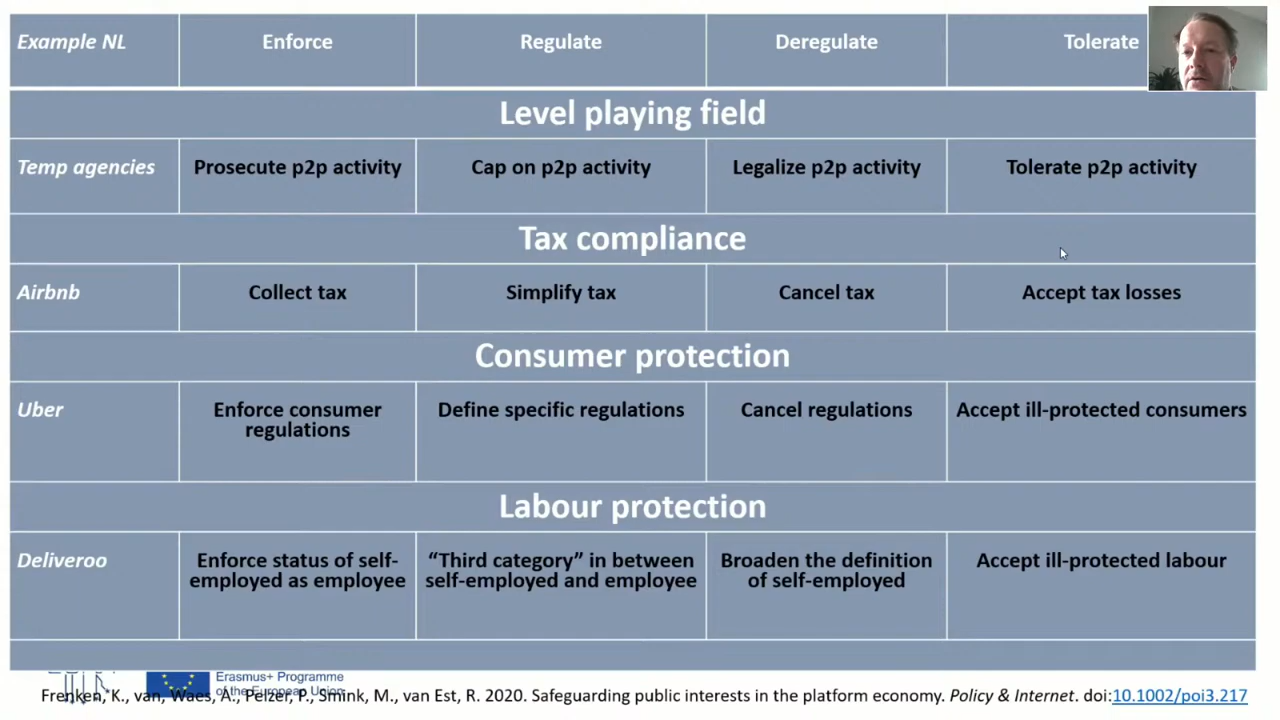 Example NL Enforce Regulate Deregulate Tolerate
Level playing field
Temp agencies Prosecute p2p activity Cap on p2p activity Legalize p2p activity Tolerate p2p activity
Tax compliance
Airbnb Collect tax Simplify tax Cancel tax Accept tax losses
Consumer protection
Uber Enforce consumer Define specific regulations Cancel regulations Accept ill-protected consumers
regulations
Labour protection
Deliveroo Enforce status of self- “Third category” in between Broaden the definition Accept ill-protected labour
employed as employee self-employed and employee of self-employed
Erasmus+ Programme
of the European Union
Frenken, K., van, Waes, A., Pelzer, P., Smink, M., van Est, R. 2020. Safeguarding public interests in the platform economy. Policy & Internet. doi:10.1002/poi3.217